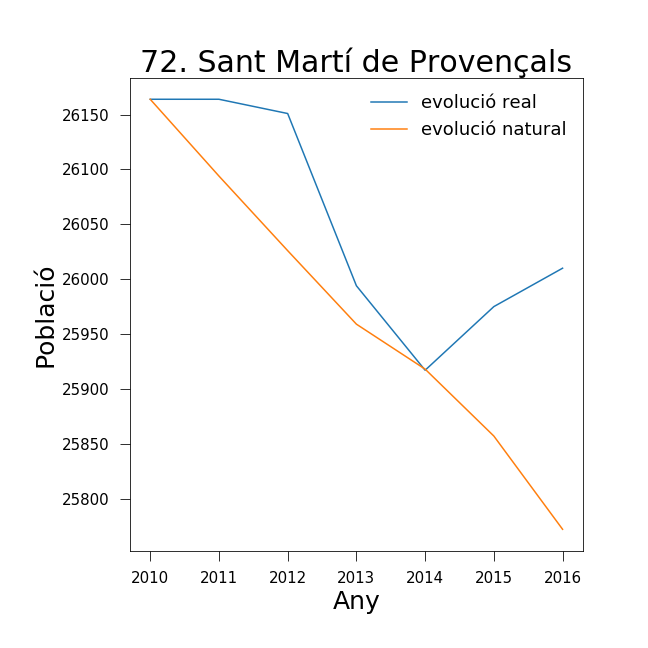 72. Sant Martí de Provençals
evolució real
evolució natural
26150
26100
26050
26000
25950
25900
25850
25800
Població
2010 2011 2012 2013 2014 2015 2016
Any